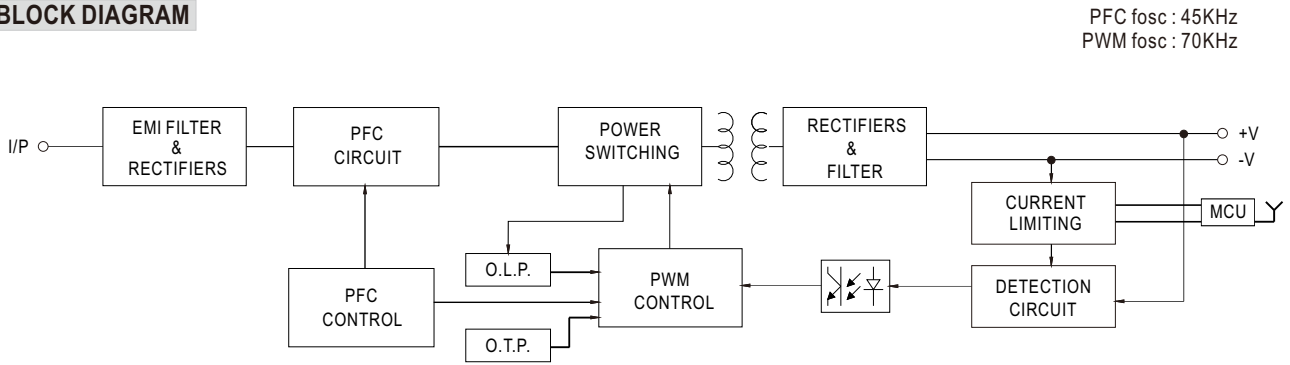 BLOCK DIAGRAM
PFC fosc : 45KHz
PWM fosc : 70KHz
I/P
EMI FILTER
&
RECTIFIERS
PFC
CIRCUIT
POWER
SWITCHING
RECTIFIERS
&
FILTER
+V
-V
CURRENT
LIMITING
MCU
O.L.P.
PFC
CONTROL
PWM
CONTROL
DETECTION
CIRCUIT
O.T.P.